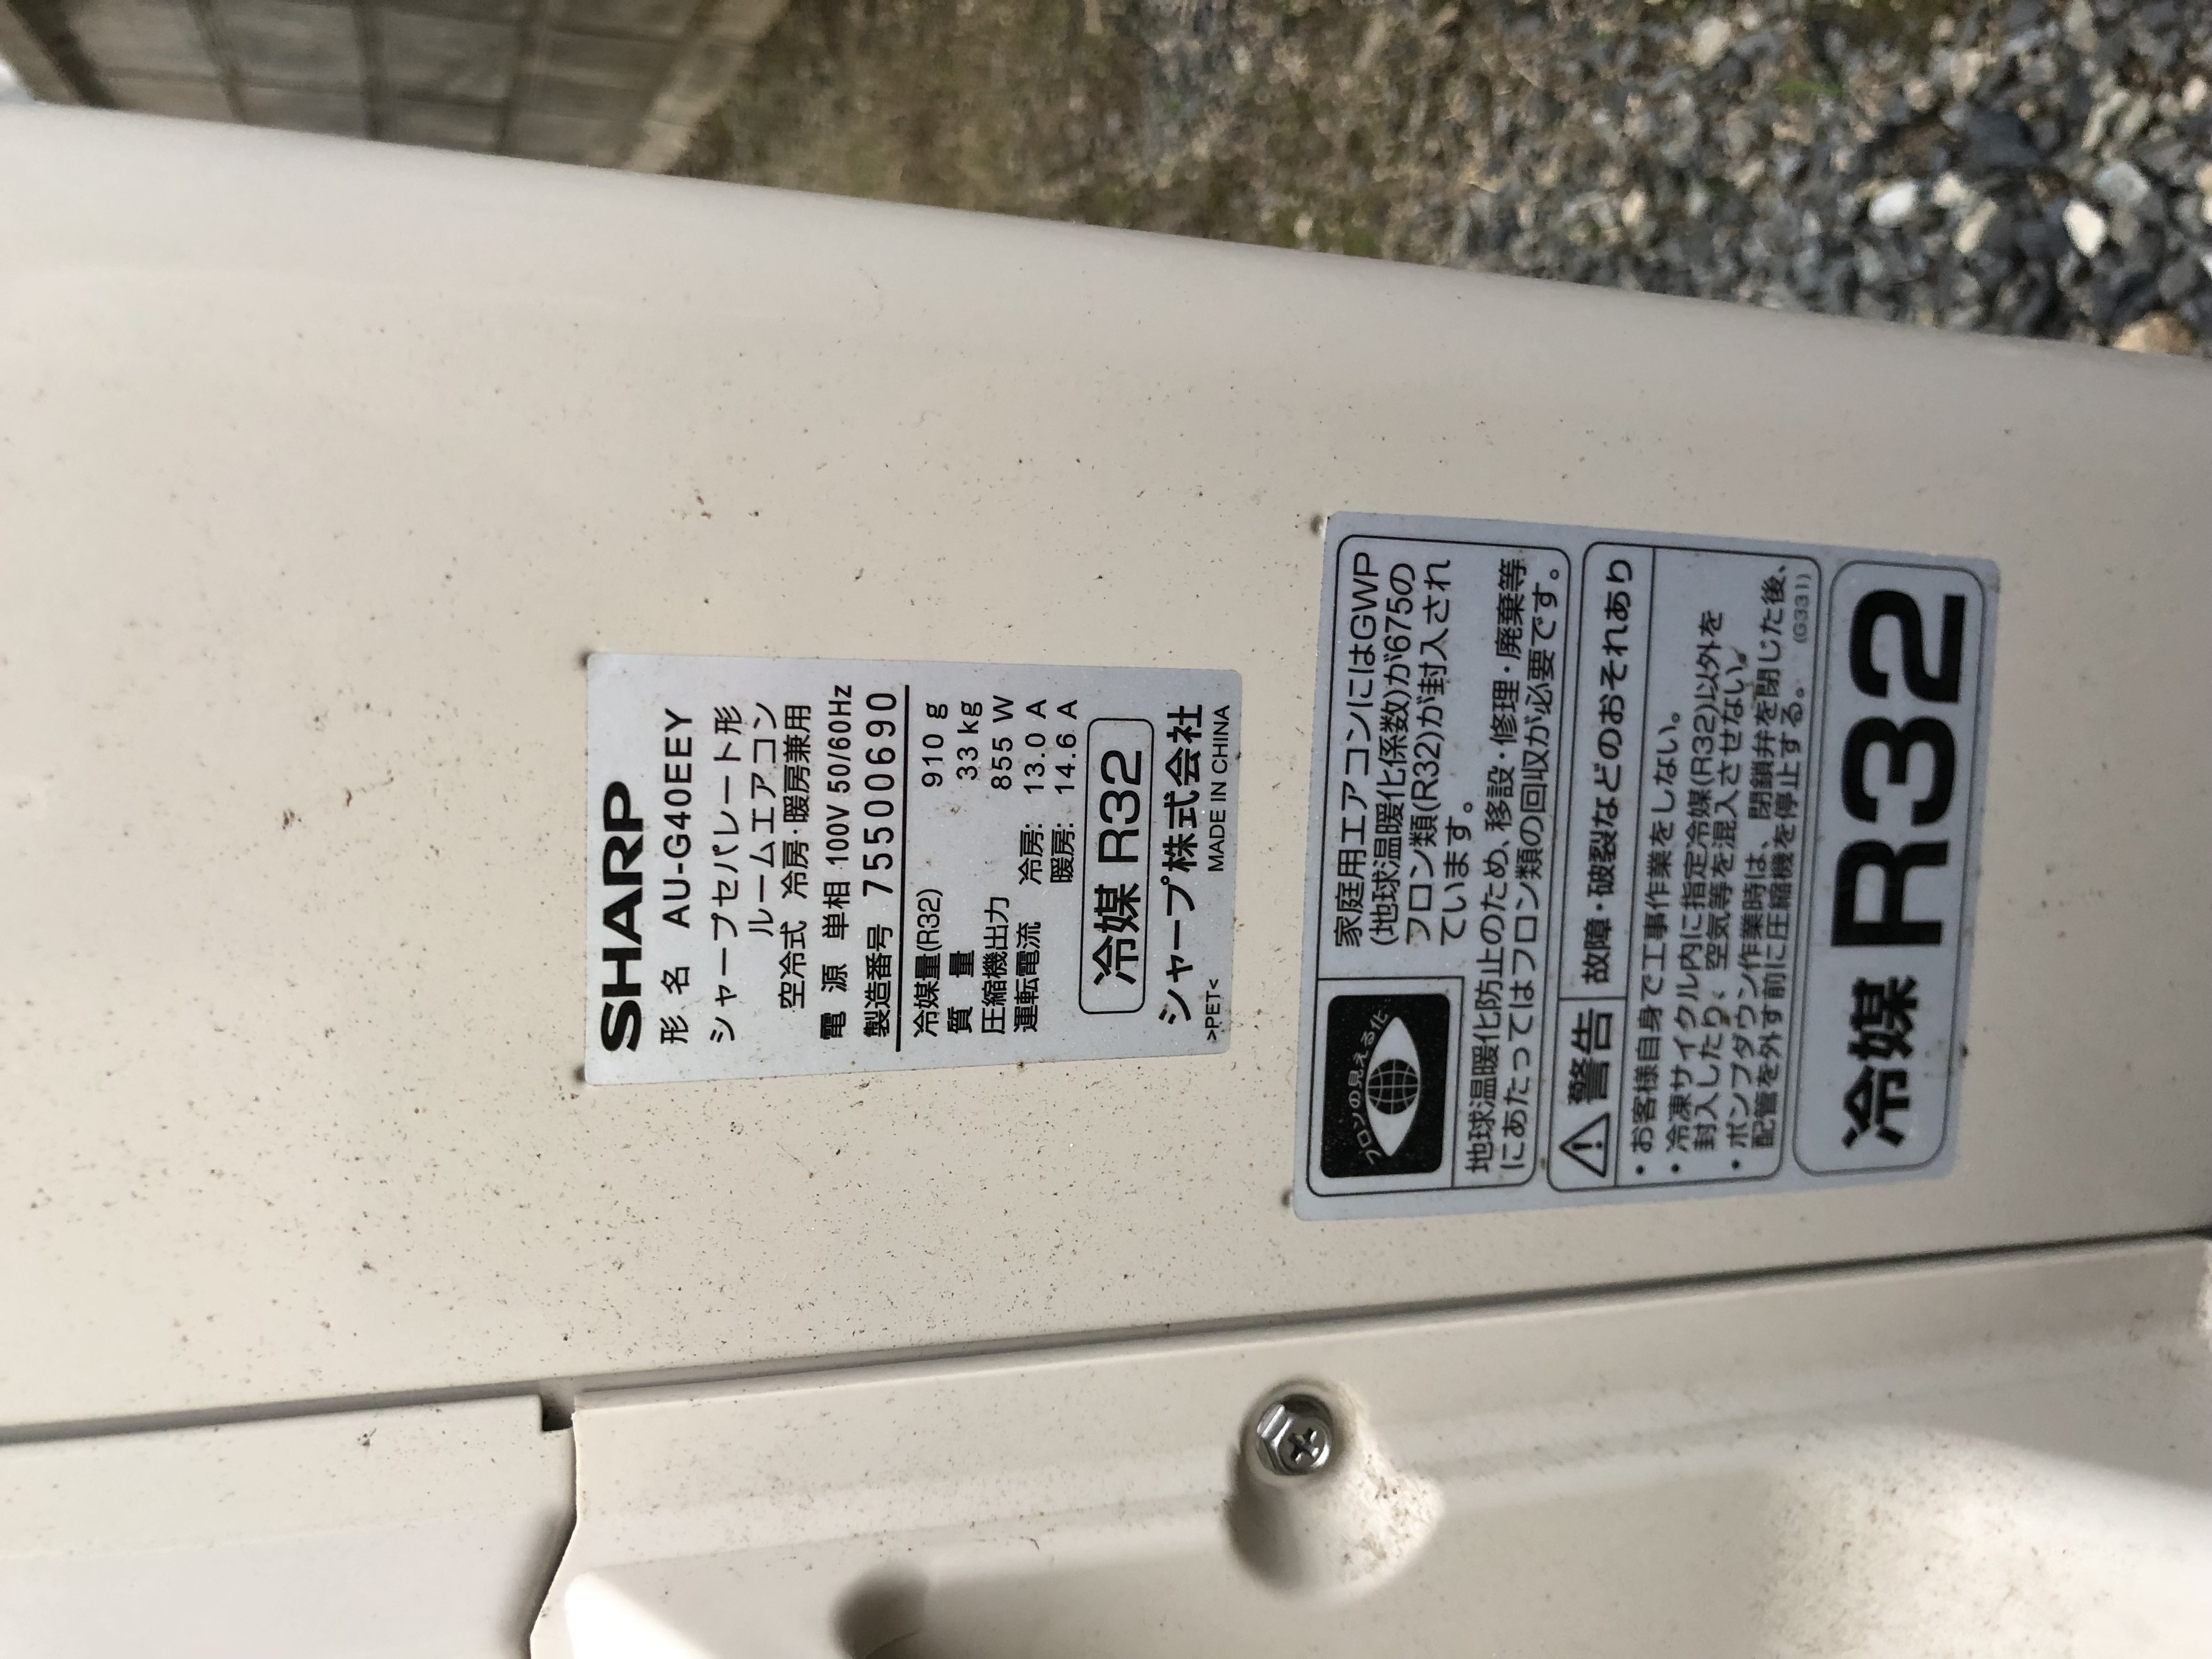 SHARP
形 名 AU-G40EEY
シャープセパレート形
ルームエアコン
空冷式 冷房・暖房兼用
電 源 単相 100V 50/60Hz
製造番号 75500690
冷媒量(R32) 910 g
質 量 33 kg
圧縮機出力 855 W
運転電流 冷房: 13.0 A
暖房: 14.6 A
冷媒 R32
シャープ株式会社
>PET< MADE IN CHINA
フロンの見える化
家庭用エアコンにはGWP
(地球温暖化係数)が675の
フロン類(R32)が封入され
ています。
地球温暖化防止のため、移設・修理・廃棄等
にあたってはフロン類の回収が必要です。
警告 故障・破裂などのおそれあり
・お客様自身で工事作業をしない。
・冷凍サイクル内に指定冷媒(R32)以外を
封入したり、空気等を混入させない。
・ポンプダウン作業時は、閉鎖弁を閉じた後、
配管を外す前に圧縮機を停止する。 (G331)
冷媒 R32